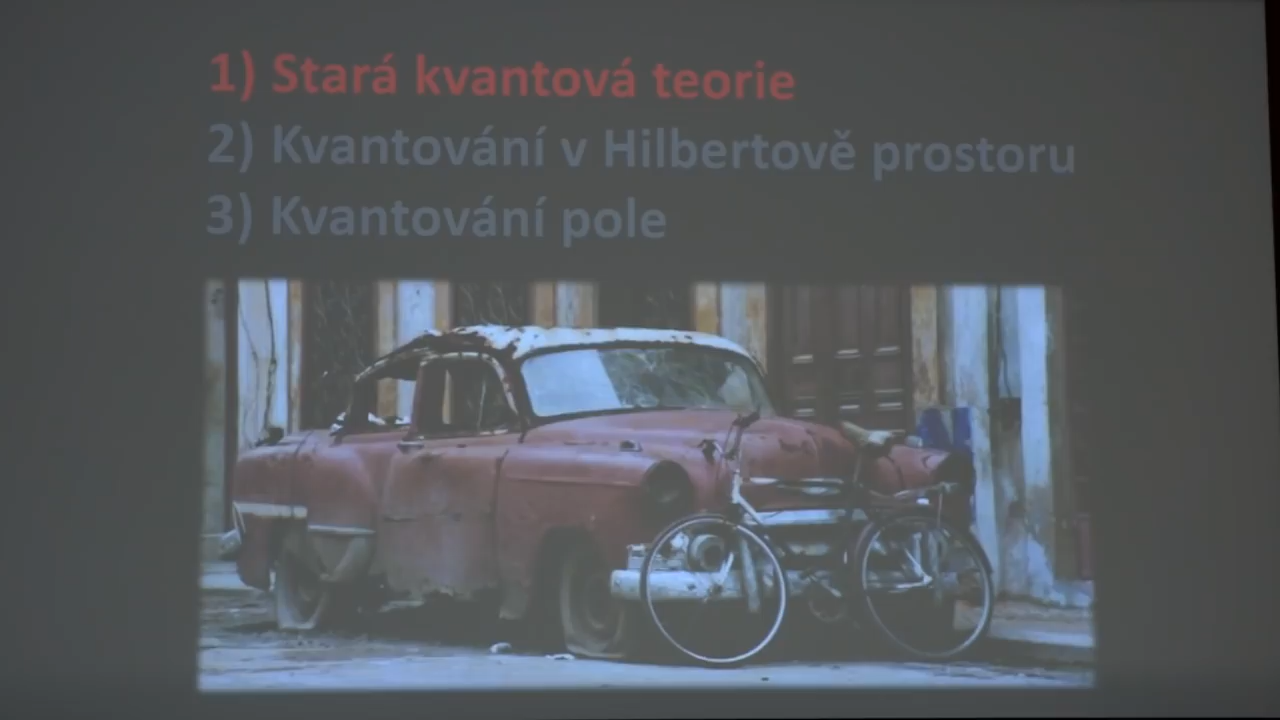 1) Stará kvantová teorie
2) Kvantování v Hilbertově prostoru
3) Kvantování pole